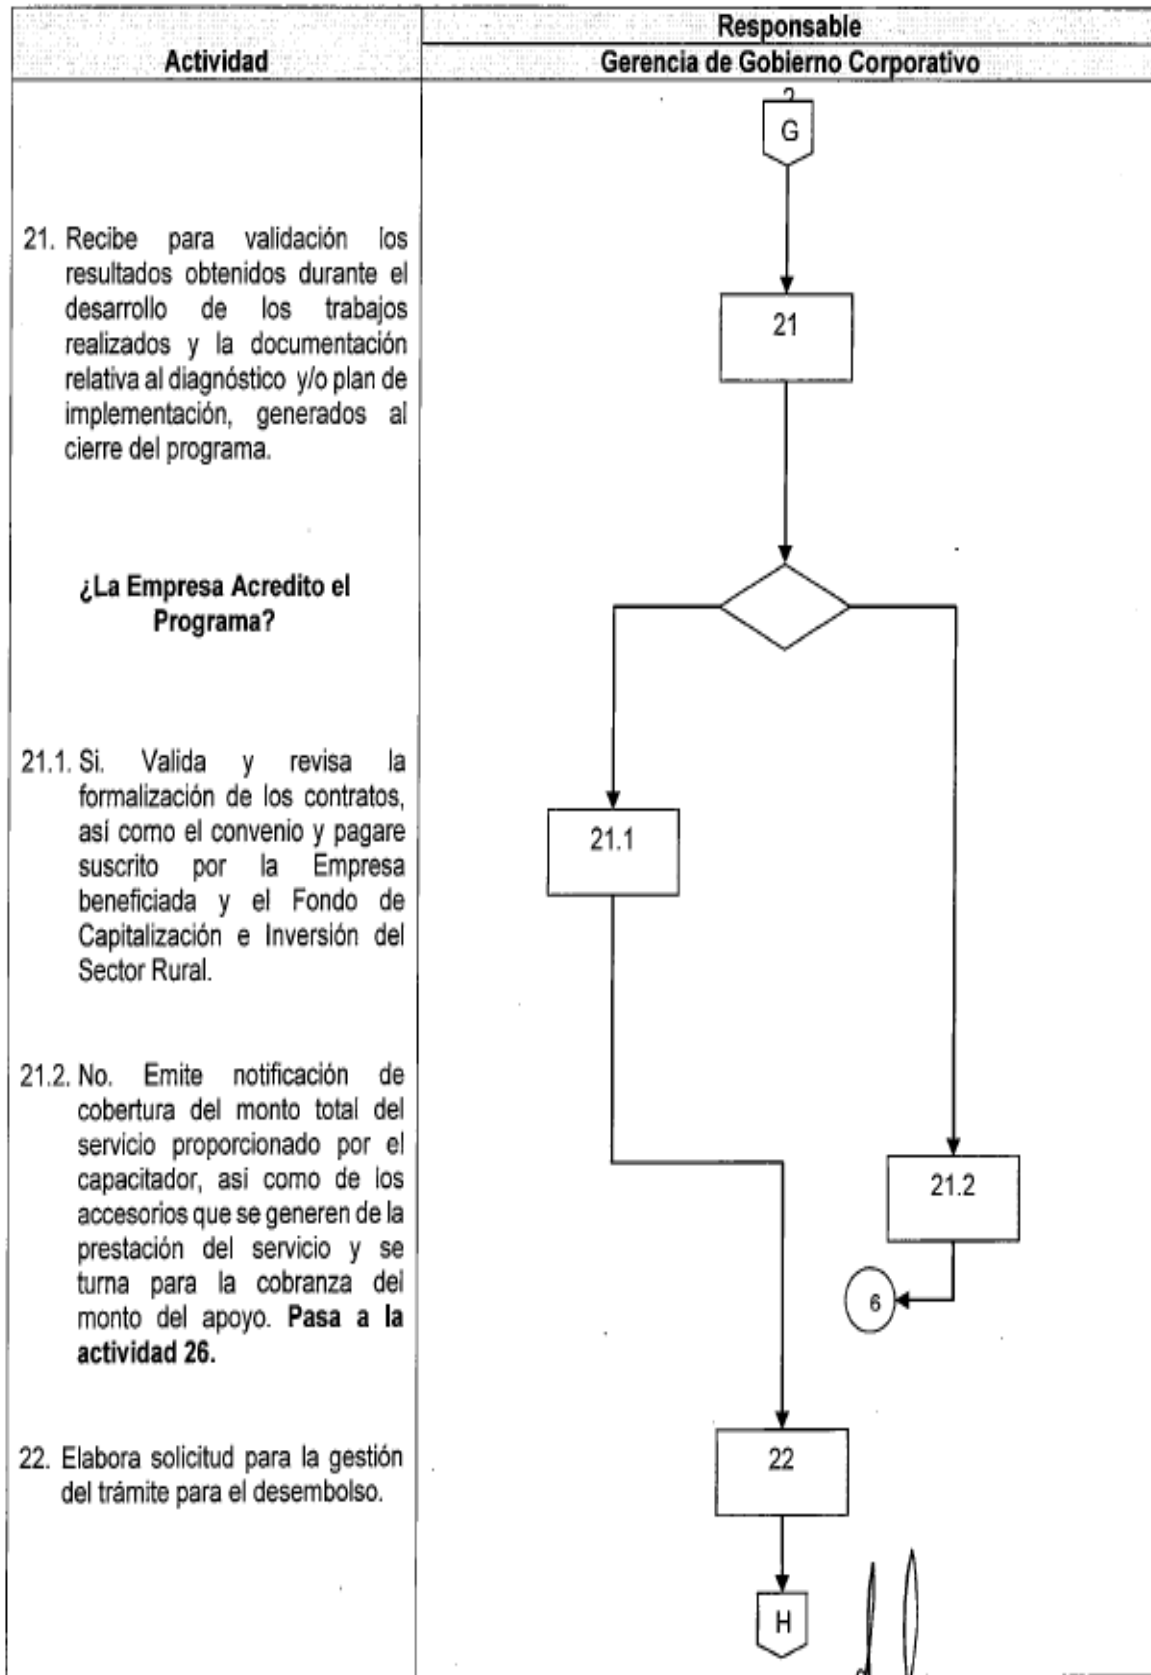 Actividad
Responsable
Gerencia de Gobierno Corporativo
G
21. Recibe para validación los
resultados obtenidos durante el
desarrollo de los trabajos
realizados y la documentación
relativa al diagnóstico y/o plan de
implementación, generados al
cierre del programa.
21
¿La Empresa Acredito el
Programa?
21.1. Si. Valida y revisa la
formalización de los contratos,
así como el convenio y pagare
suscrito por la Empresa
beneficiada y el Fondo de
Capitalización e Inversión del
Sector Rural.
21.1
21.2. No. Emite notificación de
cobertura del monto total del
servicio proporcionado por el
capacitador, así como de los
accesorios que se generen de la
prestación del servicio y se
turna para la cobranza del
monto del apoyo. Pasa a la
actividad 26.
21.2
6
22. Elabora solicitud para la gestión
del trámite para el desembolso.
22
H